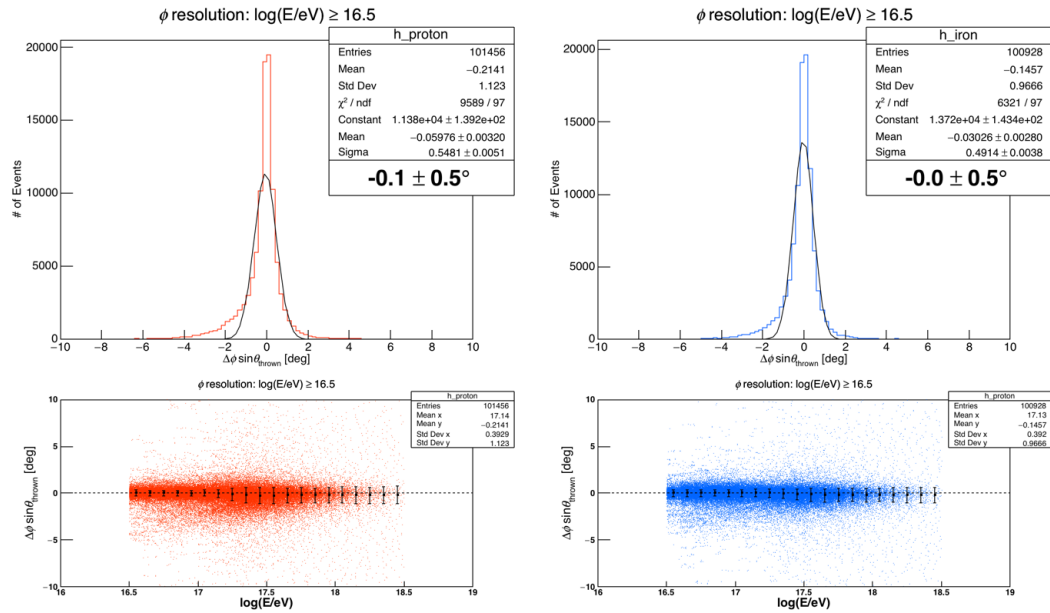 ϕ resolution: log(E/eV) ≥ 16.5
h_proton
Entries 101456
Mean −0.2141
Std Dev 1.123
χ² / ndf 9589 / 97
Constant 1.138e+04 ± 1.392e+02
Mean −0.05976 ± 0.00320
Sigma 0.5481 ± 0.0051
-0.1 ± 0.5°
# of Events
20000
15000
10000
5000
0
−10 −8 −6 −4 −2 0 2 4 6 8 10
Δϕ sinθthrown [deg]
ϕ resolution: log(E/eV) ≥ 16.5
h_iron
Entries 100928
Mean −0.1457
Std Dev 0.9666
χ² / ndf 6321 / 97
Constant 1.372e+04 ± 1.434e+02
Mean −0.03026 ± 0.00280
Sigma 0.4914 ± 0.0038
-0.0 ± 0.5°
# of Events
20000
15000
10000
5000
0
−10 −8 −6 −4 −2 0 2 4 6 8 10
Δϕ sinθthrown [deg]
ϕ resolution: log(E/eV) ≥ 16.5
h_proton
Entries 101456
Mean x 17.14
Mean y −0.2141
Std Dev x 0.3929
Std Dev y 1.123
Δϕ sinθthrown [deg]
10
5
0
−5
−10
16 16.5 17 17.5 18 18.5 19
log(E/eV)
ϕ resolution: log(E/eV) ≥ 16.5
h_proton
Entries 100928
Mean x 17.13
Mean y −0.1457
Std Dev x 0.392
Std Dev y 0.9666
Δϕ sinθthrown [deg]
10
5
0
−5
−10
16 16.5 17 17.5 18 18.5 19
log(E/eV)